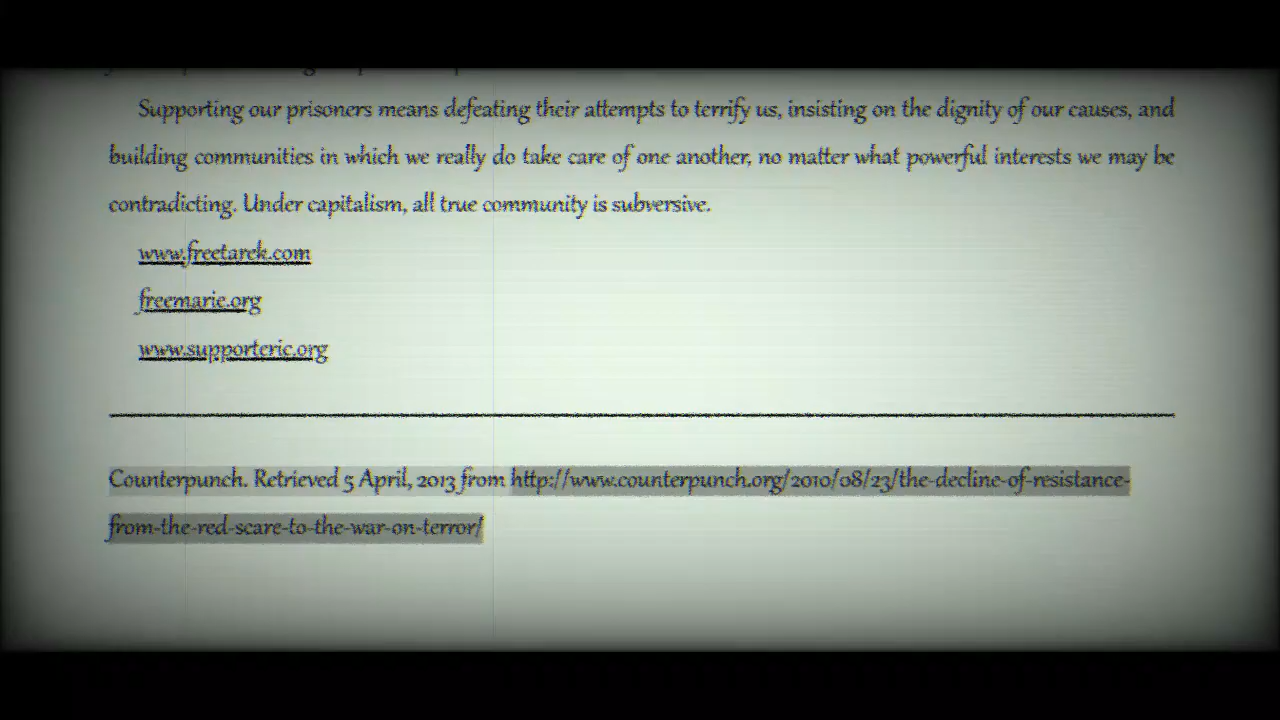 Supporting our prisoners means defeating their attempts to terrify us, insisting on the dignity of our causes, and
building communities in which we really do take care of one another, no matter what powerful interests we may be
contradicting. Under capitalism, all true community is subversive.
www.freetarek.com
freemarie.org
www.supporteric.org
Counterpunch. Retrieved 5 April, 2013 from http://www.counterpunch.org/2010/08/23/the-decline-of-resistance-
from-the-red-scare-to-the-war-on-terror/